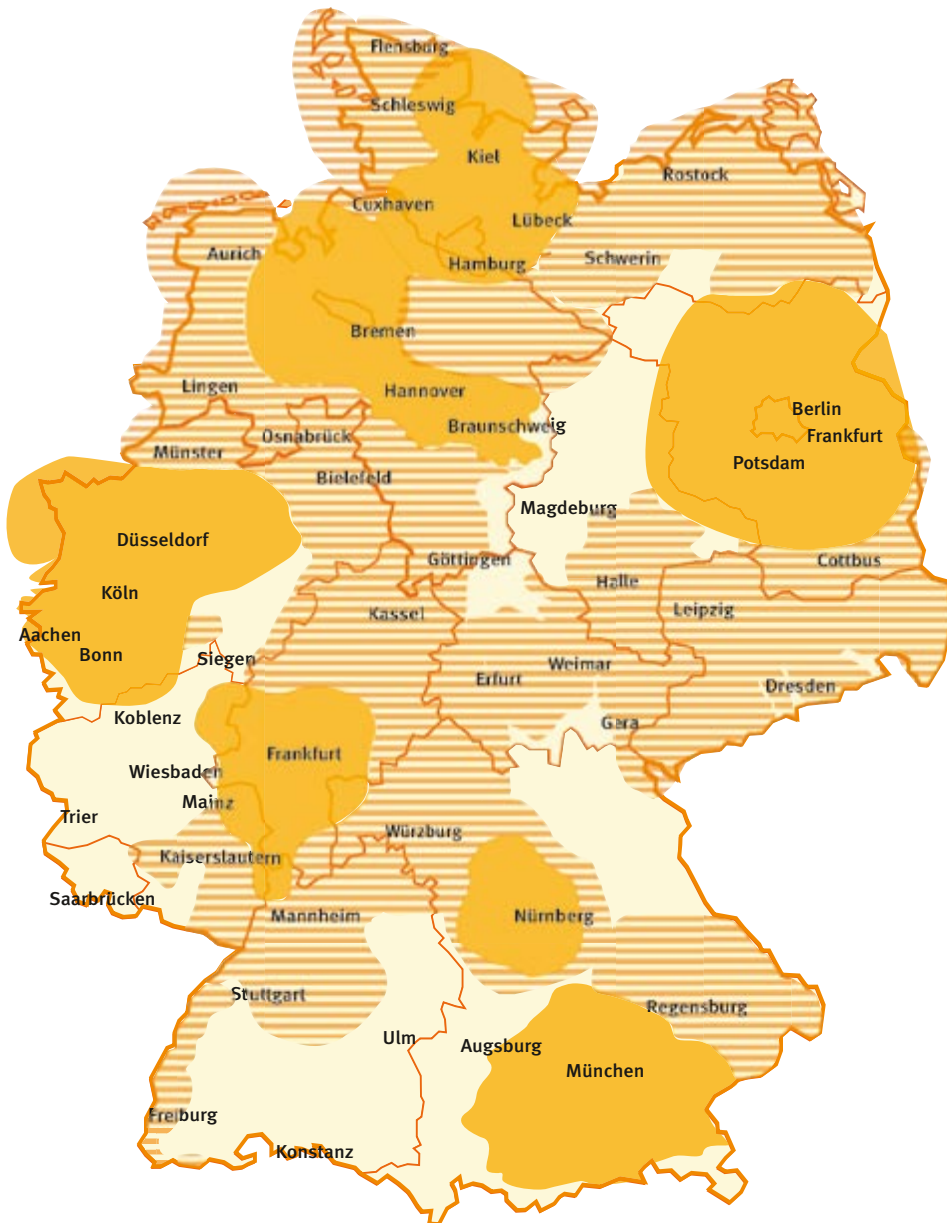 Flensburg
Schleswig
Kiel
Rostock
Cuxhaven
Lübeck
Aurich
Schwerin
Hamburg
Bremen
Lingen
Hannover
Berlin
Braunschweig
Osnabrück
Frankfurt
Münster
Potsdam
Bielefeld
Magdeburg
Düsseldorf
Göttingen
Cottbus
Halle
Köln
Leipzig
Kassel
Aachen
Bonn
Siegen
Weimar
Erfurt
Dresden
Koblenz
Gera
Frankfurt
Wiesbaden
Mainz
Trier
Würzburg
Kaiserslautern
Saarbrücken
Mannheim
Nürnberg
Stuttgart
Regensburg
Ulm
Augsburg
München
Freiburg
Konstanz